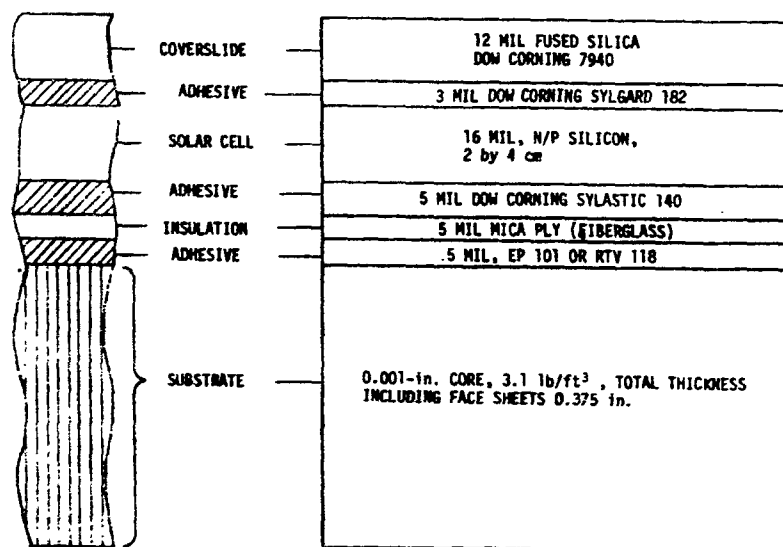 COVERSLIDE
12 MIL FUSED SILICA
DOW CORNING 7940
ADHESIVE
3 MIL DOW CORNING SYLGARD 182
SOLAR CELL
16 MIL, N/P SILICON,
2 by 4 cm
ADHESIVE
5 MIL DOW CORNING SYLASTIC 140
INSULATION
5 MIL MICA PLY (FIBERGLASS)
ADHESIVE
.5 MIL, EP 101 OR RTV 118
SUBSTRATE
0.001-in. CORE, 3.1 lb/ft³ , TOTAL THICKNESS
INCLUDING FACE SHEETS 0.375 in.